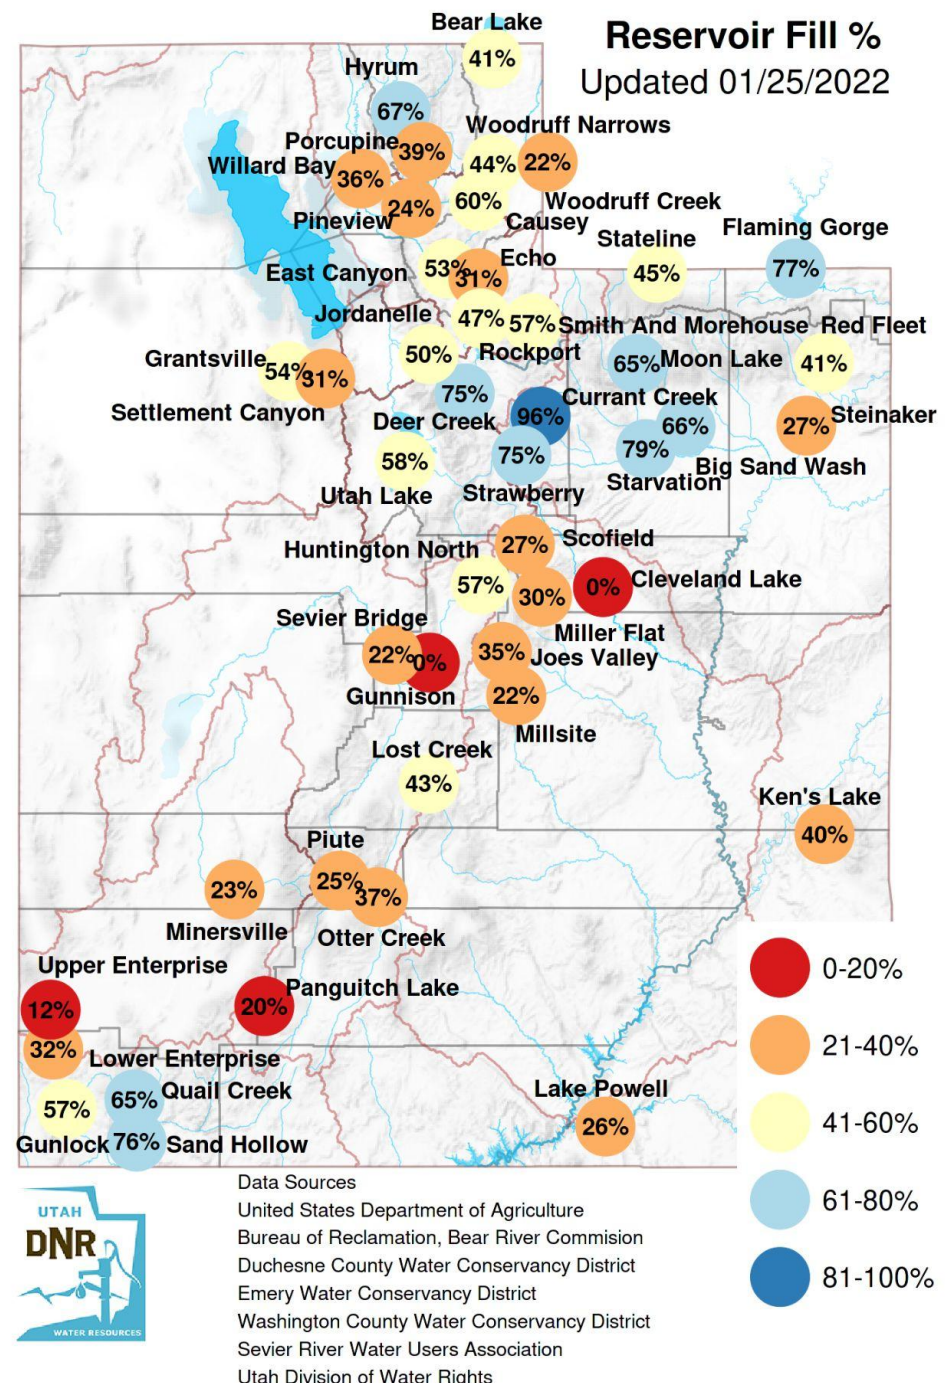 Bear Lake
Reservoir Fill %
41%
Updated 01/25/2022
Hyrum
67%
Woodruff Narrows
Porcupine
39%
44%
22%
Willard Bay
36%
60%
Woodruff Creek
24%
Pineview
Causey
Flaming Gorge
Stateline
Echo
East Canyon
53%
31%
45%
77%
Jordanelle
47%
57%
Smith And Morehouse
Red Fleet
Grantsville
50%
Rockport
65%
Moon Lake
41%
54%
31%
75%
Currant Creek
Settlement Canyon
Deer Creek
96%
66%
27%
Steinaker
58%
75%
79%
Big Sand Wash
Utah Lake
Strawberry
Starvation
Huntington North
27%
Scofield
57%
30%
0%
Cleveland Lake
Sevier Bridge
Miller Flat
22%
0%
35%
Joes Valley
Gunnison
22%
Millsite
Lost Creek
43%
Ken's Lake
40%
Piute
25%
37%
23%
Minersville
Otter Creek
Upper Enterprise
12%
20%
Panguitch Lake
32%
Lower Enterprise
57%
65%
Quail Creek
Gunlock
76%
Sand Hollow
Lake Powell
26%
0-20%
21-40%
41-60%
61-80%
81-100%
UTAH
DNR
WATER RESOURCES
Data Sources
United States Department of Agriculture
Bureau of Reclamation, Bear River Commision
Duchesne County Water Conservancy District
Emery Water Conservancy District
Washington County Water Conservancy District
Sevier River Water Users Association
Utah Division of Water Rights